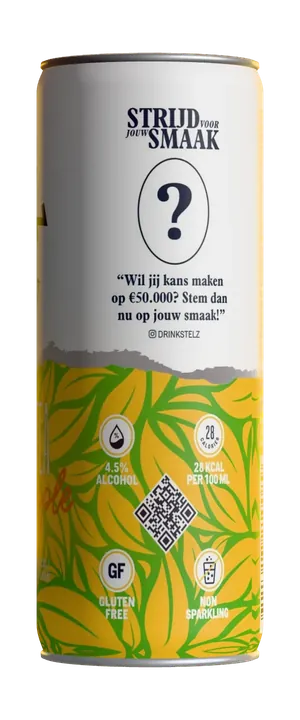 STRIJD VOOR
JOUW SMAAK
?
“Wil jij kans maken
op €50.000? Stem dan
nu op jouw smaak!”
DRINKSTELZ
28
CALORIES
4.5%
ALCOHOL
28 KCAL
PER 100 ML
GF
GLUTEN
FREE
NON
SPARKLING